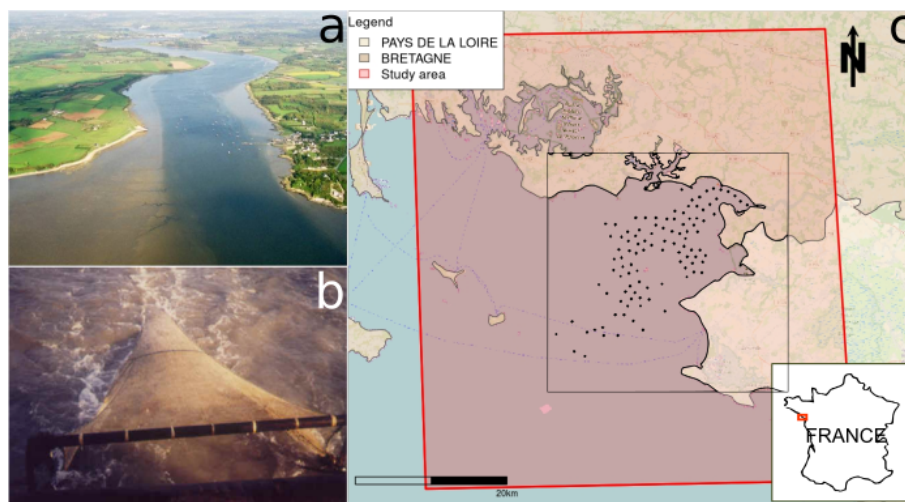 a
b
c
Legend
PAYS DE LA LOIRE
BRETAGNE
Study area
N
20km
FRANCE